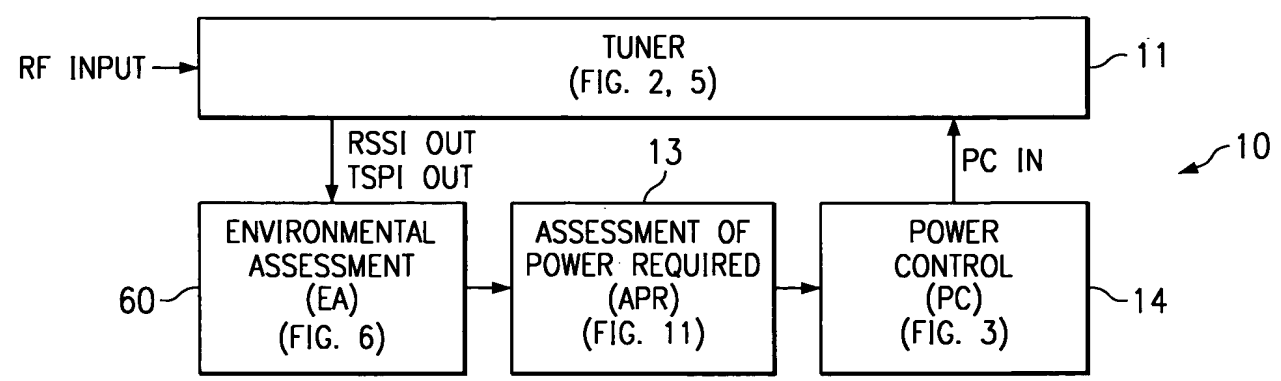 TUNER
(FIG. 2, 5)
11
RF INPUT
RSSI OUT
TSPI OUT
13
PC IN
10
ENVIRONMENTAL
ASSESSMENT
(EA)
(FIG. 6)
60
ASSESSMENT OF
POWER REQUIRED
(APR)
(FIG. 11)
POWER
CONTROL
(PC)
(FIG. 3)
14